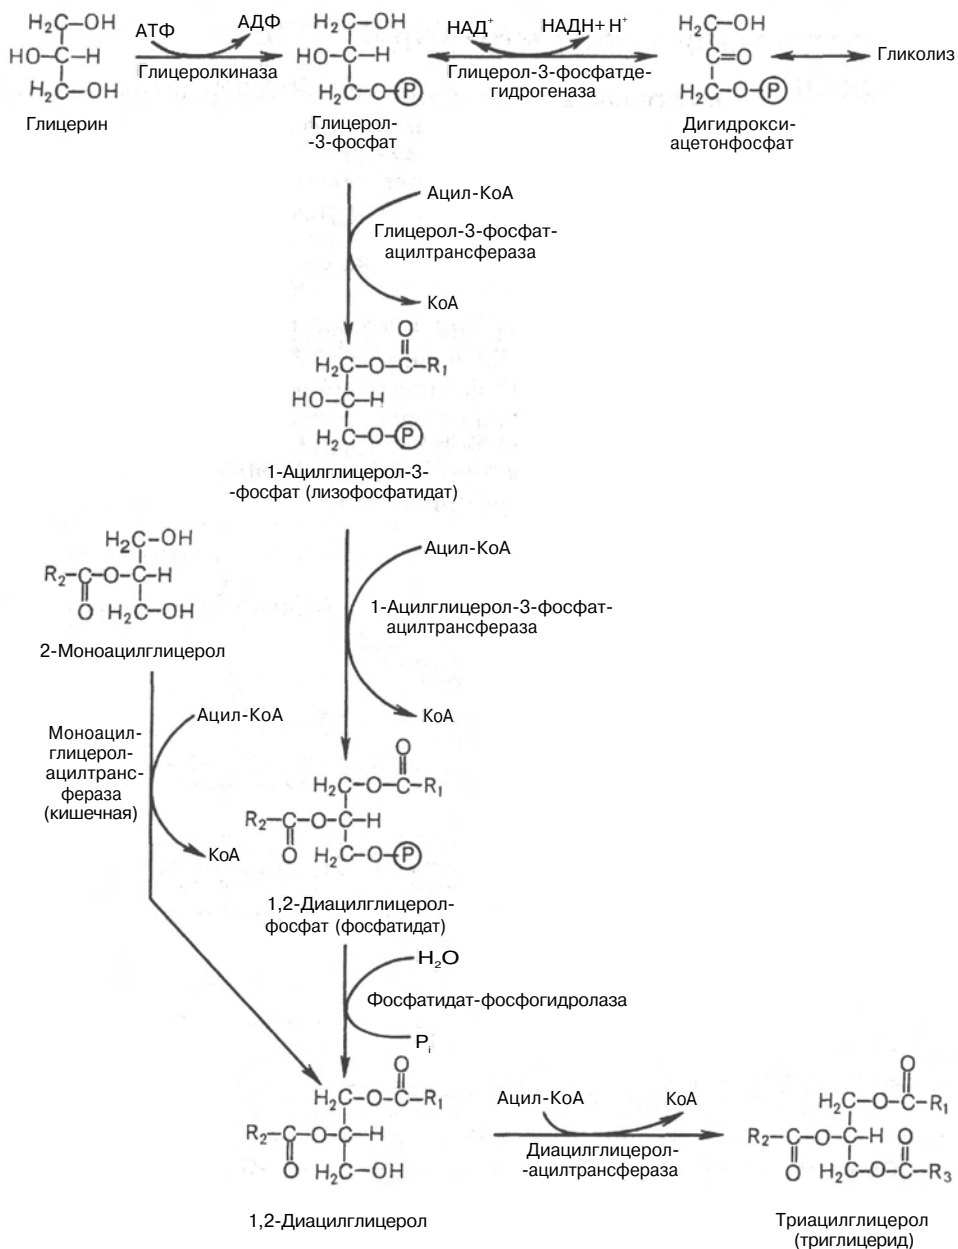 H₂C–OH
HO–C–H
H₂C–OH
Глицерин
АТФ
АДФ
Глицеролкиназа
H₂C–OH
HO–C–H
H₂C–O–P
Глицерол-
-3-фосфат
НАД⁺
НАДН+ Н⁺
Глицерол-3-фосфатде-
гидрогеназа
H₂C–OH
C=O
H₂C–O–P
Дигидрокси-
ацетонфосфат
Гликолиз
Ацил-КоА
Глицерол-3-фосфат-
ацилтрансфераза
КоА
O
H₂C–O–C–R₁
HO–C–H
H₂C–O–P
1-Ацилглицерол-3-
-фосфат (лизофосфатидат)
H₂C–OH
R₂–C–O–C–H
O H₂C–OH
2-Моноацилглицерол
Ацил-КоА
1-Ацилглицерол-3-фосфат-
ацилтрансфераза
КоА
Ацил-КоА
Моноацил-
глицерол-
ацилтранс-
фераза
(кишечная)
КоА
O
H₂C–O–C–R₁
R₂–C–O–C–H
O H₂C–O–P
1,2-Диацилглицерол-
фосфат (фосфатидат)
H₂O
Фосфатидат-фосфогидролаза
Pᵢ
O
H₂C–O–C–R₁
R₂–C–O–C–H
O H₂C–OH
1,2-Диацилглицерол
Ацил-КоА
КоА
Диацилглицерол-
-ацилтрансфераза
O
H₂C–O–C–R₁
R₂–C–O–C–H O
O H₂C–O–C–R₃
Триацилглицерол
(триглицерид)